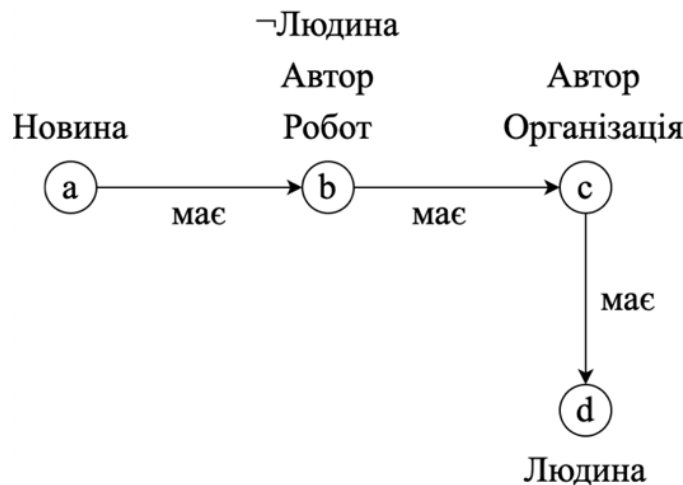 ¬Людина
Автор
Автор
Новина
Робот
Організація
a
b
c
має
має
має
d
Людина